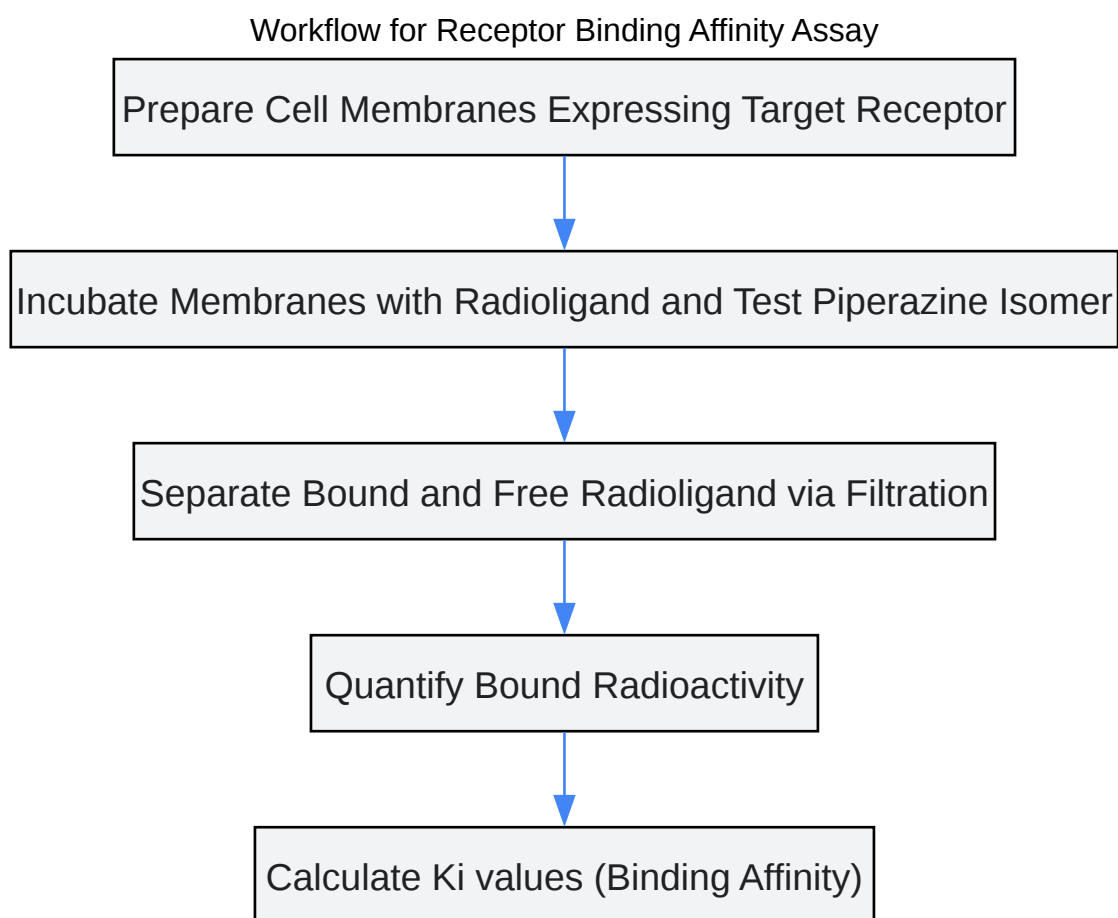 Workflow for Receptor Binding Affinity Assay
Prepare Cell Membranes Expressing Target Receptor
Incubate Membranes with Radioligand and Test Piperazine Isomer
Separate Bound and Free Radioligand via Filtration
Quantify Bound Radioactivity
Calculate Ki values (Binding Affinity)